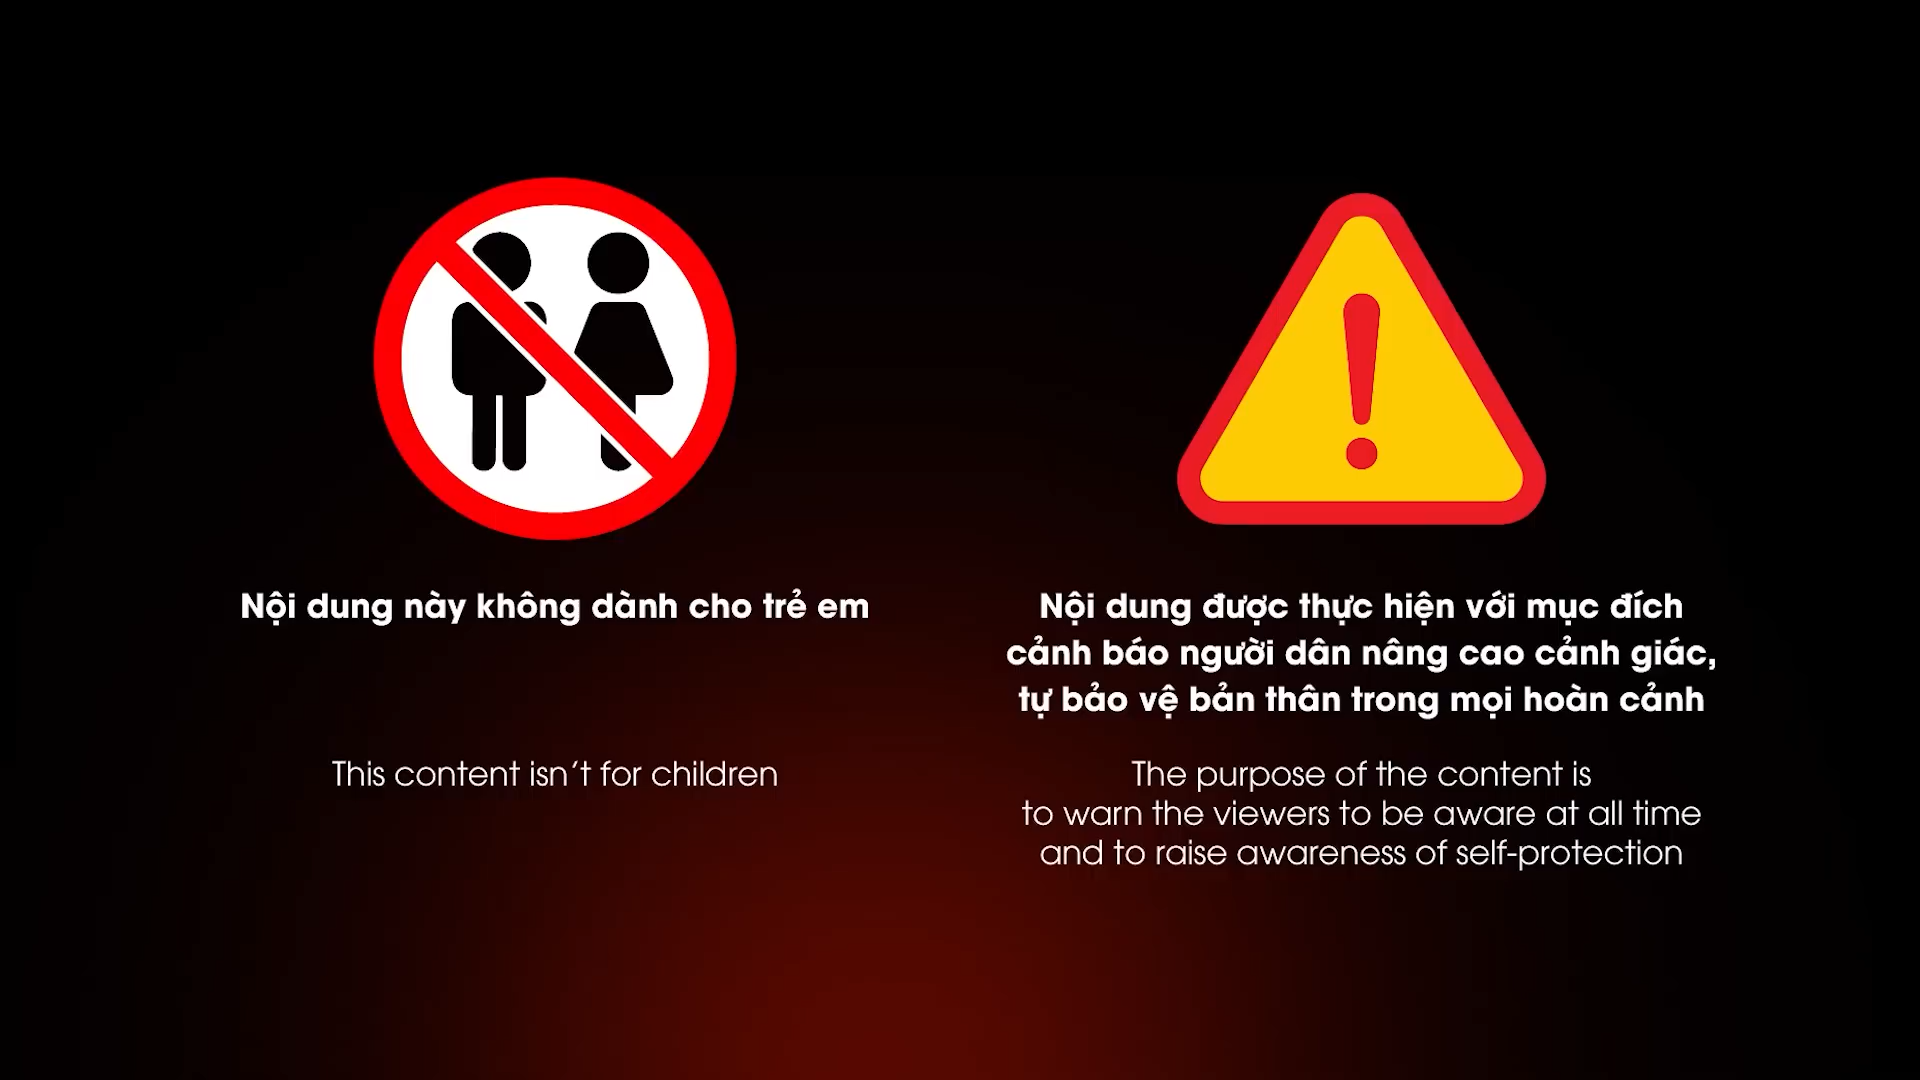 Nội dung này không dành cho trẻ em
This content isn't for children
Nội dung được thực hiện với mục đích
cảnh báo người dân nâng cao cảnh giác,
tự bảo vệ bản thân trong mọi hoàn cảnh
The purpose of the content is
to warn the viewers to be aware at all time
and to raise awareness of self-protection